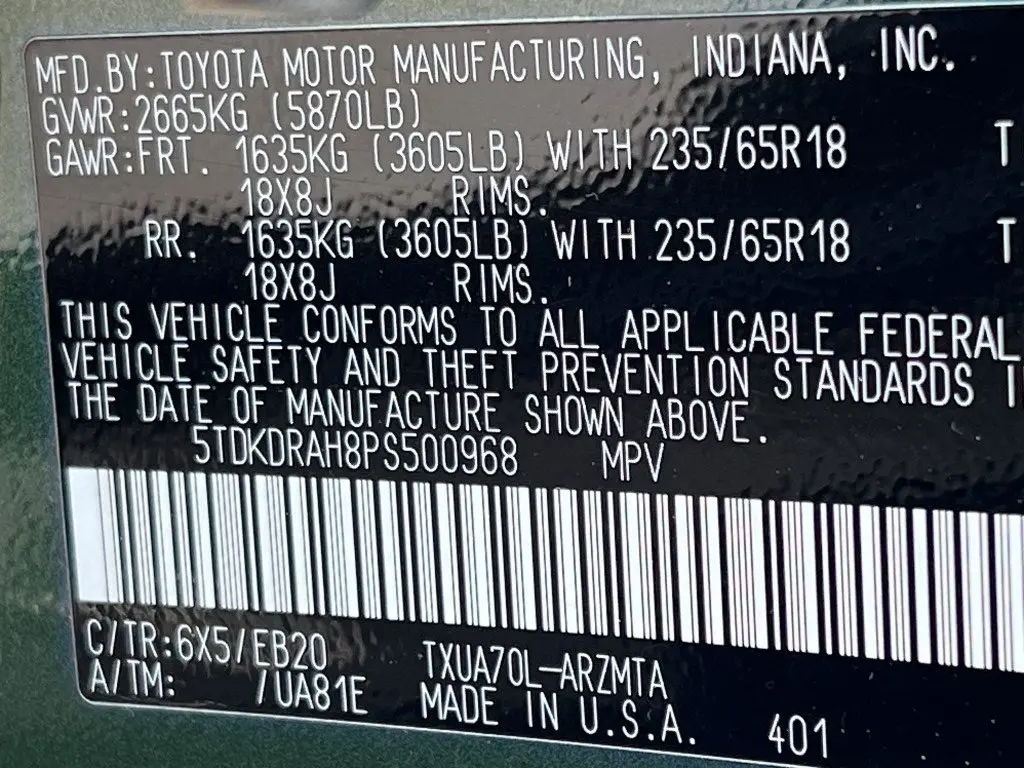 MFD.BY:TOYOTA MOTOR MANUFACTURING, INDIANA, INC.
GVWR:2665KG (5870LB)
GAWR:FRT. 1635KG (3605LB) WITH 235/65R18 T
18X8J RIMS.
RR. 1635KG (3605LB) WITH 235/65R18 T
18X8J RIMS.
THIS VEHICLE CONFORMS TO ALL APPLICABLE FEDERAL
VEHICLE SAFETY AND THEFT PREVENTION STANDARDS I
THE DATE OF MANUFACTURE SHOWN ABOVE.
5TDKDRAH8PS500968 MPV
C/TR:6X5/EB20 TXUA70L-ARZMTA
A/TM: /UA81E MADE IN U.S.A. 401